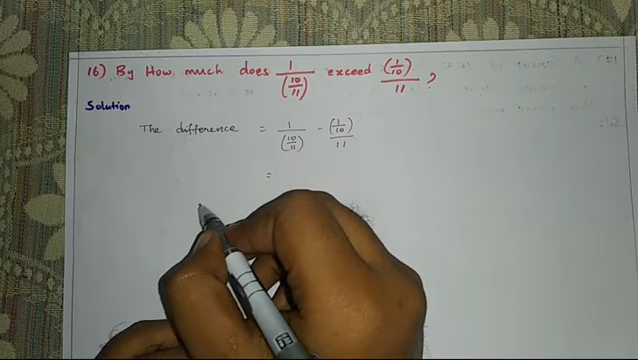 16) By How much does 1/(10/11) exceed (1/10)/11 ?
Solution
The difference = 1/(10/11) - (1/10)/11
=